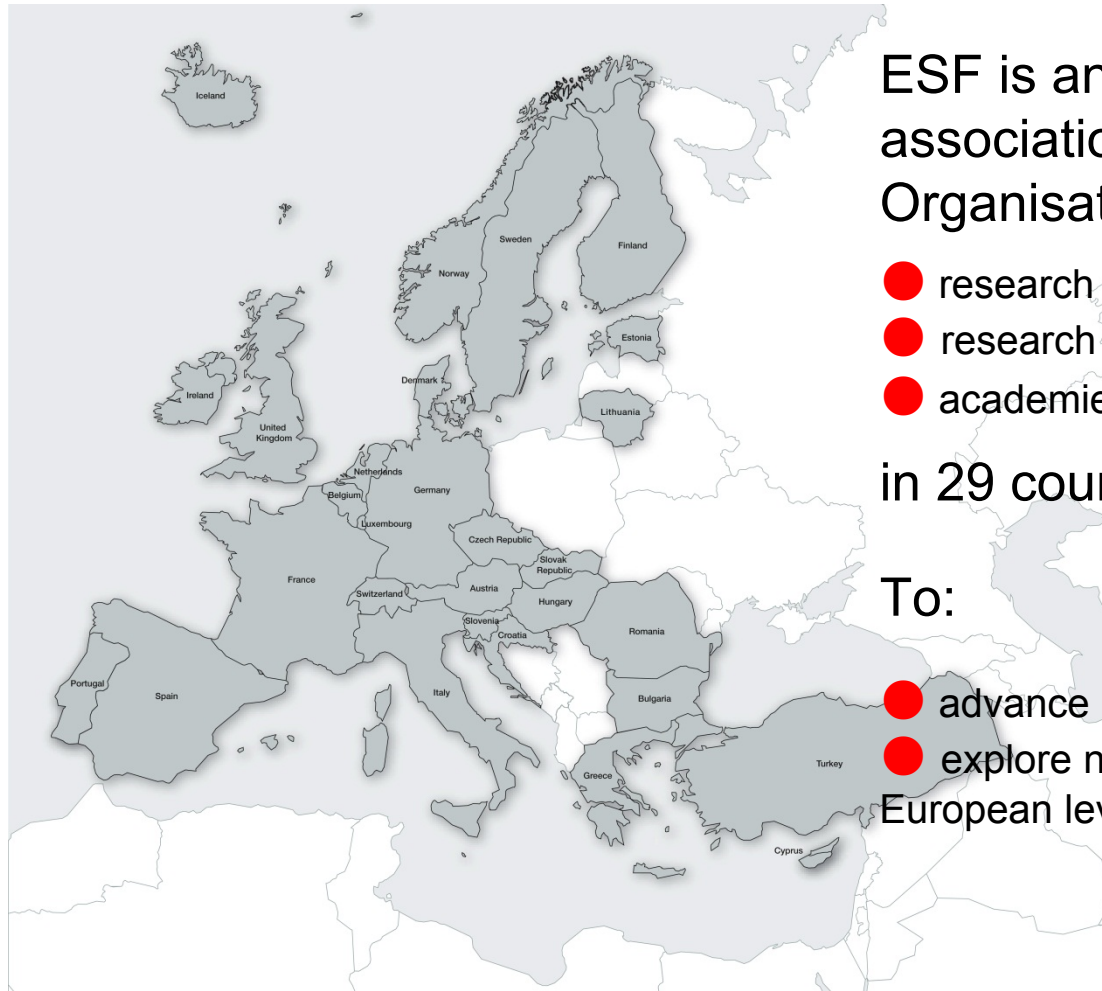 ESF is an
associatio
Organisat
research
research
academie
in 29 cour
To:
advance
explore n
European lev
Iceland
Norway
Sweden
Finland
Estonia
Denmark
Lithuania
Ireland
United
Kingdom
Netherlands
Belgium
Germany
Luxembourg
Czech Republic
Slovak
Republic
France
Switzerland
Austria
Hungary
Slovenia
Croatia
Romania
Portugal
Spain
Italy
Bulgaria
Greece
Turkey
Cyprus